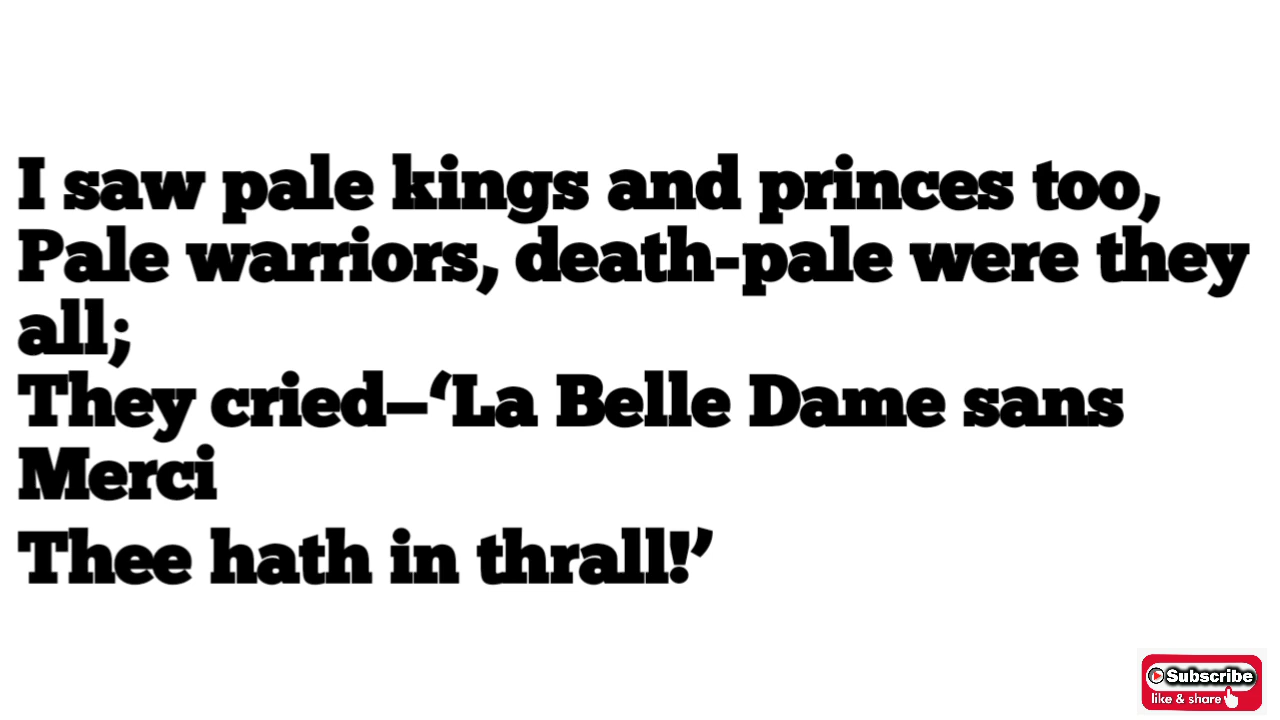 I saw pale kings and princes too,
Pale warriors, death-pale were they
all;
They cried—‘La Belle Dame sans
Merci
Thee hath in thrall!’
Subscribe
like & share